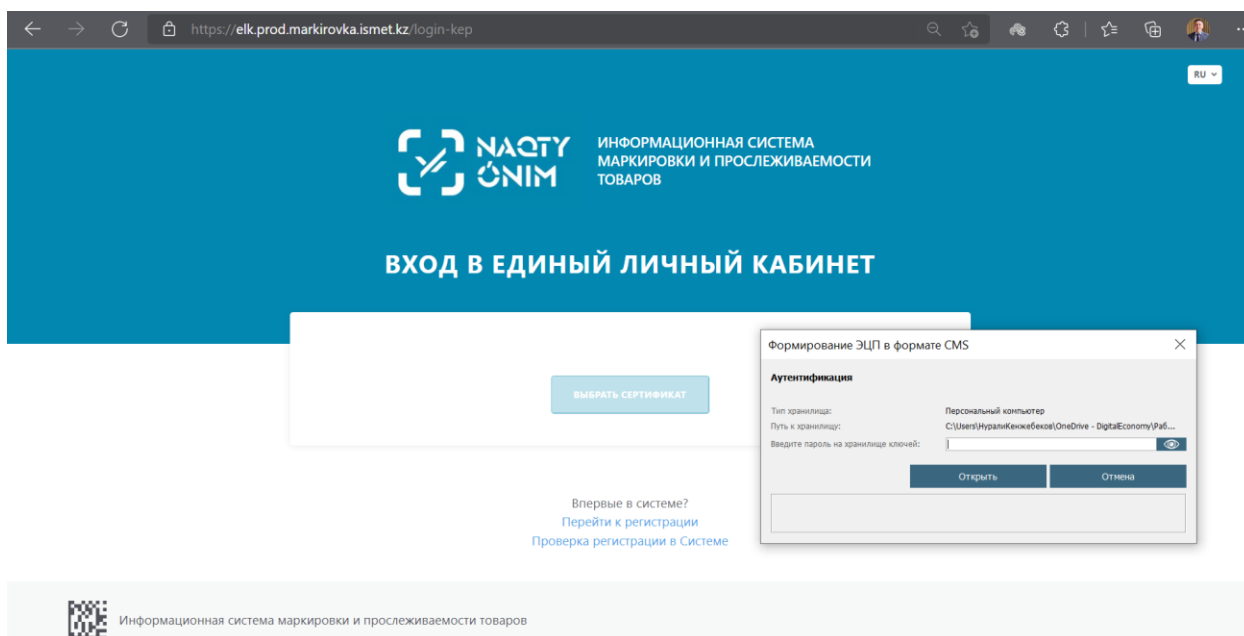 https://elk.prod.markirovka.ismet.kz/login-kep
RU
NAQTY
ÓNIM
ИНФОРМАЦИОННАЯ СИСТЕМА
МАРКИРОВКИ И ПРОСЛЕЖИВАЕМОСТИ
ТОВАРОВ
ВХОД В ЕДИНЫЙ ЛИЧНЫЙ КАБИНЕТ
ВЫБРАТЬ СЕРТИФИКАТ
Формирование ЭЦП в формате CMS
Аутентификация
Тип хранилища: Персональный компьютер
Путь к хранилищу: C:\Users\НуралиКенжебеков\OneDrive - DigitalEconomy\Раб...
Введите пароль на хранилище ключей:
Открыть Отмена
Впервые в системе?
Перейти к регистрации
Проверка регистрации в Системе
Информационная система маркировки и прослеживаемости товаров